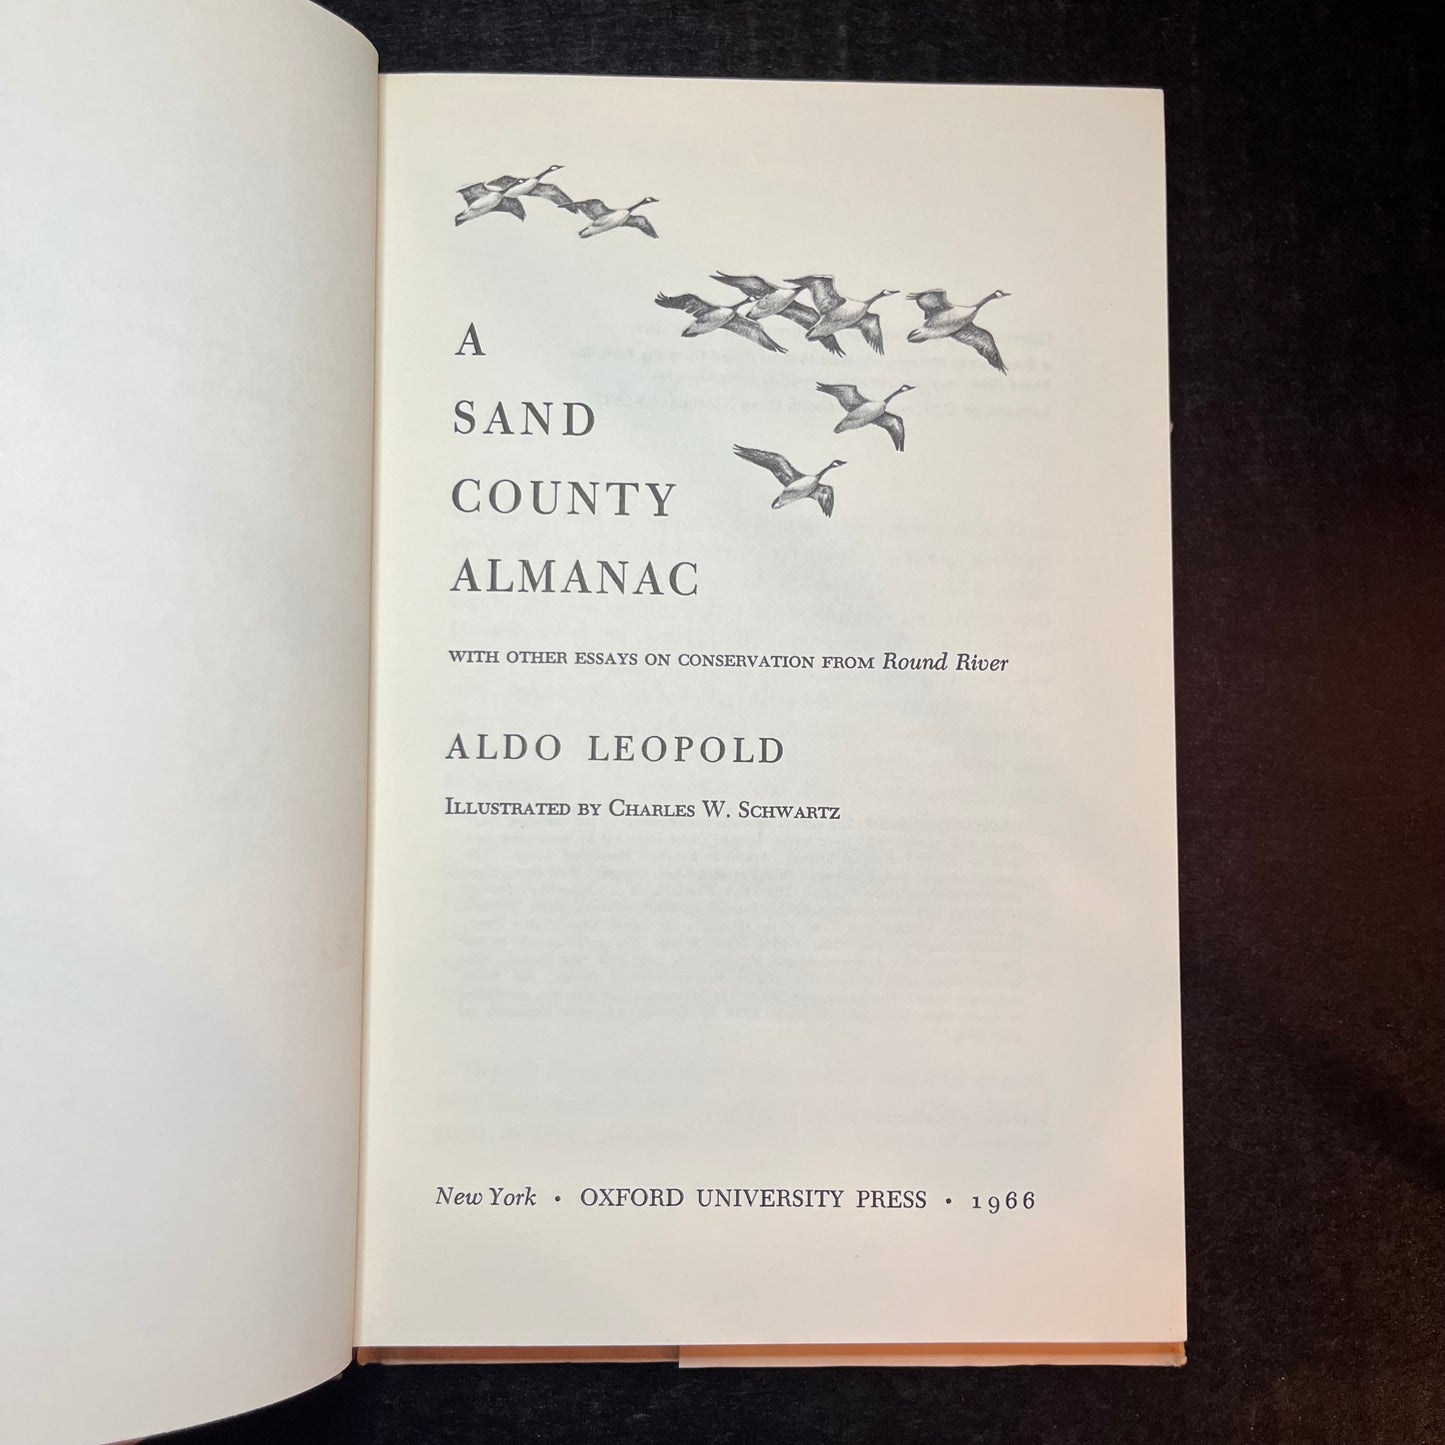 A
SAND
COUNTY
ALMANAC
WITH OTHER ESSAYS ON CONSERVATION FROM Round River
ALDO LEOPOLD
ILLUSTRATED BY CHARLES W. SCHWARTZ
New York • OXFORD UNIVERSITY PRESS • 1966